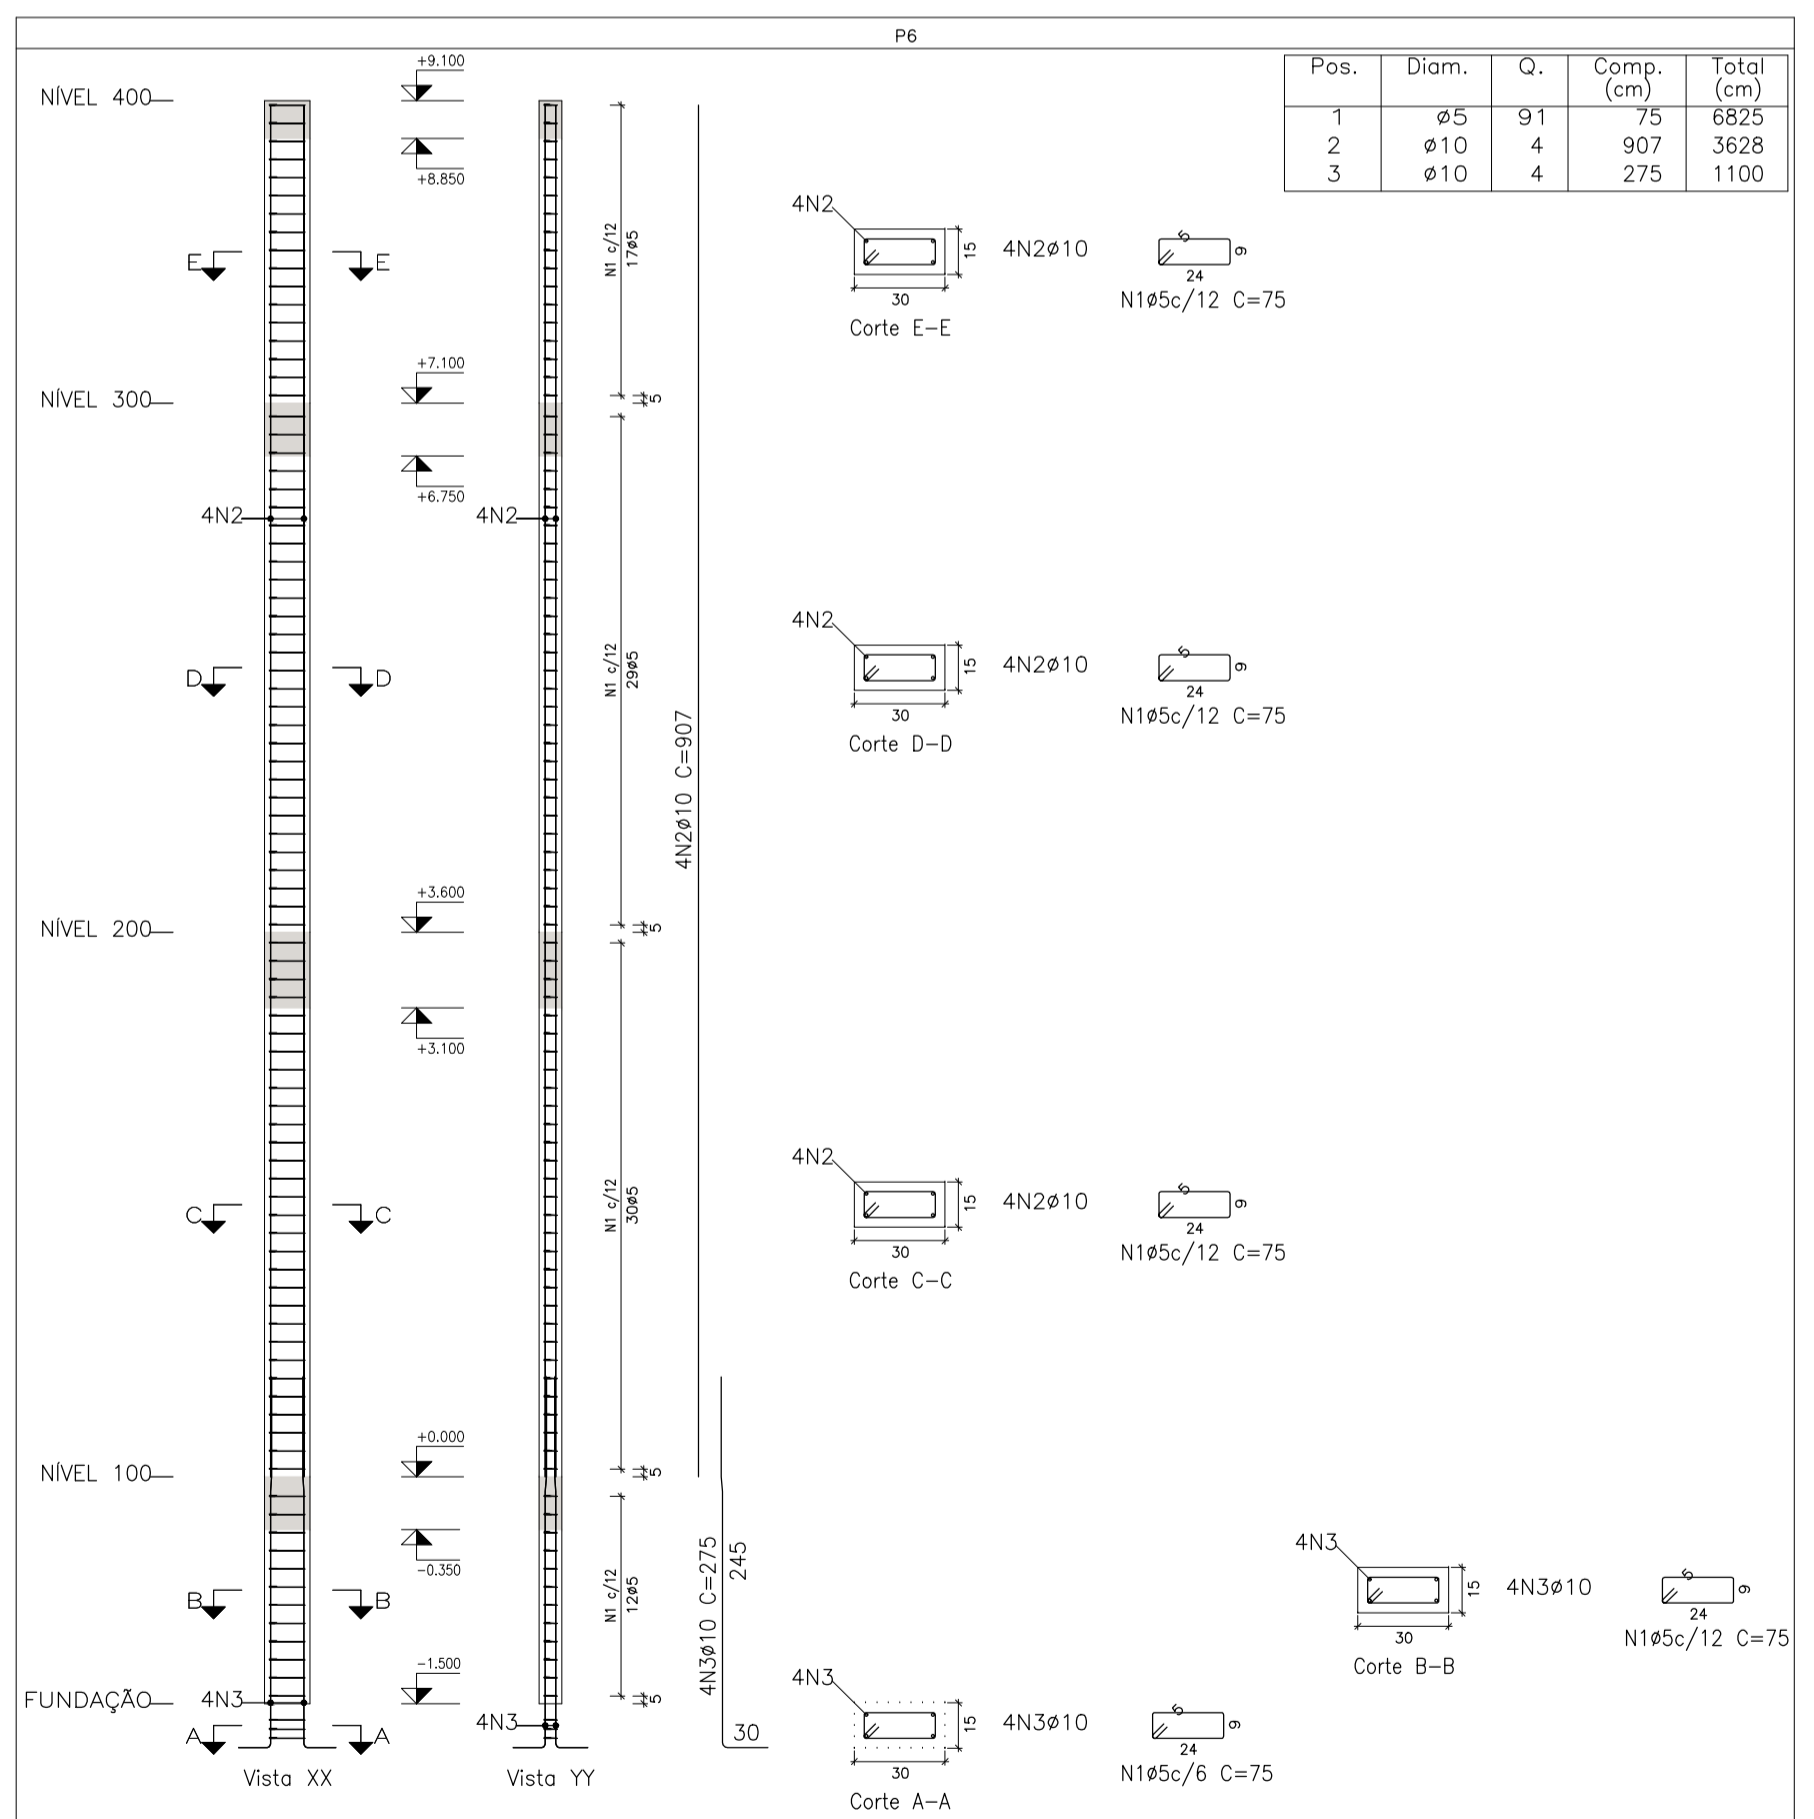 P6
Pos. Diam. Q. Comp. (cm) Total (cm)
1 ø5 91 75 6825
2 ø10 4 907 3628
3 ø10 4 275 1100
NÍVEL 400
+9.100
+8.850
E E
N1 c/12
17ø5
4N2
15
30
4N2ø10
Corte E-E
5
9
24
N1ø5c/12 C=75
NÍVEL 300
+7.100
5
+6.750
4N2
4N2
D D
N1 c/12
29ø5
4N2ø10 C=907
4N2
15
30
4N2ø10
Corte D-D
5
9
24
N1ø5c/12 C=75
NÍVEL 200
+3.600
5
+3.100
C C
N1 c/12
30ø5
4N2
15
30
4N2ø10
Corte C-C
5
9
24
N1ø5c/12 C=75
NÍVEL 100
+0.000
5
-0.350
B B
N1 c/12
12ø5
4N3ø10 C=275
245
30
4N3
15
30
4N3ø10
Corte B-B
5
9
24
N1ø5c/12 C=75
FUNDAÇÃO
4N3
-1.500
5
4N3
A A
4N3
15
30
4N3ø10
Corte A-A
5
9
24
N1ø5c/6 C=75
Vista XX
Vista YY